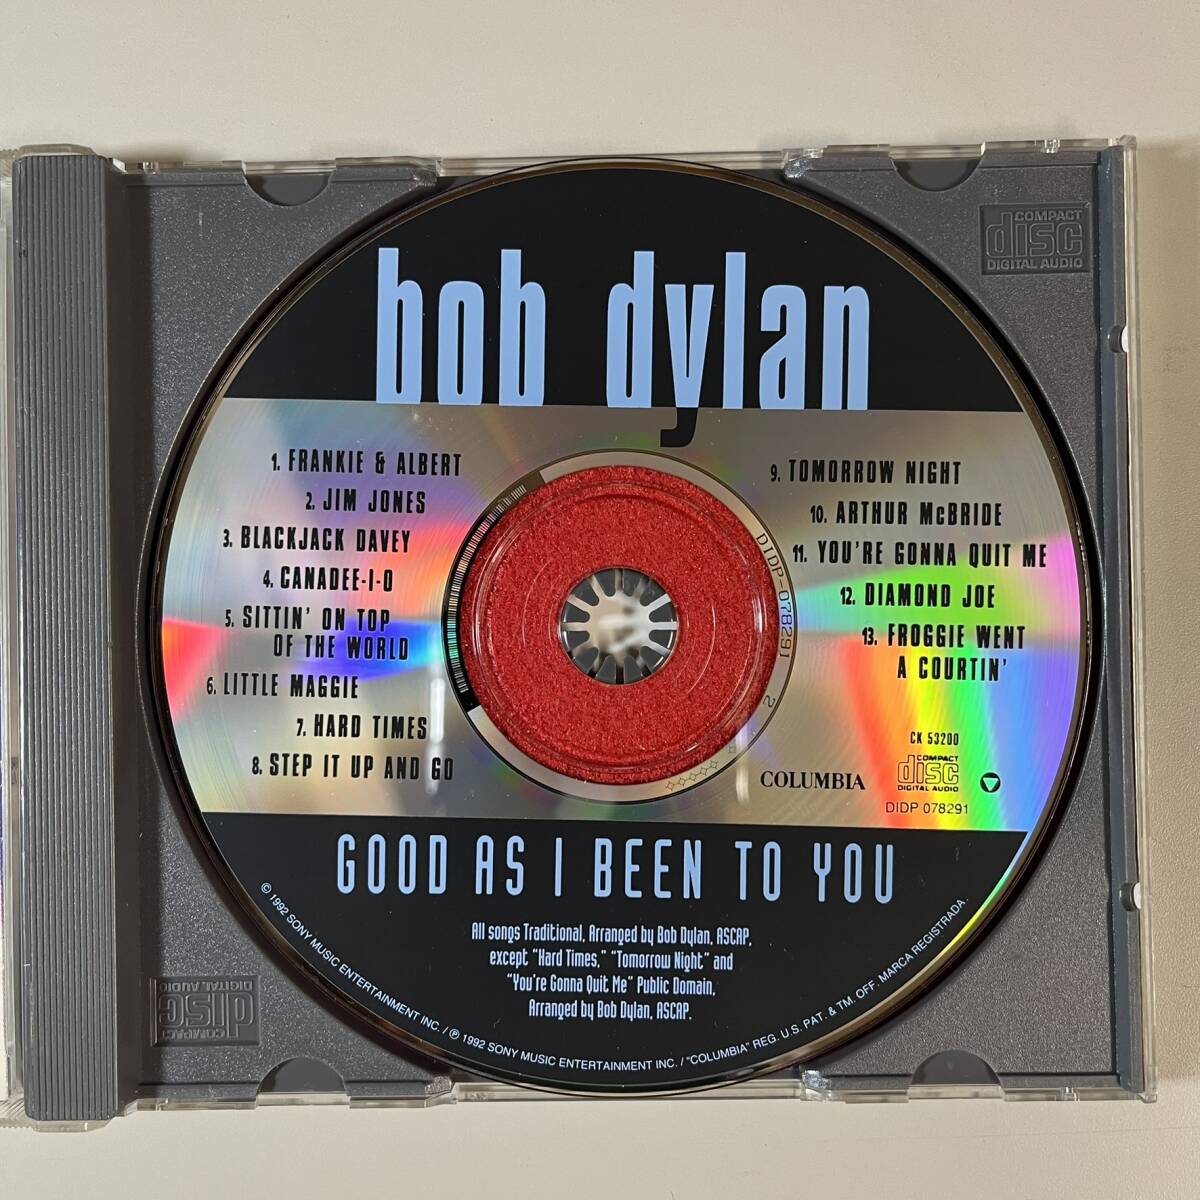 bob dylan
1. FRANKIE & ALBERT
2. JIM JONES
3. BLACKJACK DAVEY
4. CANADEE-I-O
5. SITTIN' ON TOP
OF THE WORLD
6. LITTLE MAGGIE
7. HARD TIMES
8. STEP IT UP AND GO
9. TOMORROW NIGHT
10. ARTHUR McBRIDE
11. YOU'RE GONNA QUIT ME
12. DIAMOND JOE
13. FROGGIE WENT
A COURTIN'
DIDP-078291 2
CK 53200
COLUMBIA
COMPACT
disc
DIGITAL AUDIO
DIDP 078291
GOOD AS I BEEN TO YOU
All songs Traditional, Arranged by Bob Dylan, ASCAP,
except "Hard Times," "Tomorrow Night" and
"You're Gonna Quit Me" Public Domain,
Arranged by Bob Dylan, ASCAP.
© 1992 SONY MUSIC ENTERTAINMENT INC. / ℗ 1992 SONY MUSIC ENTERTAINMENT INC. / "COLUMBIA" REG. U.S. PAT. & TM. OFF. MARCA REGISTRADA.
COMPACT
disc
DIGITAL AUDIO
COMPACT
disc
DIGITAL AUDIO